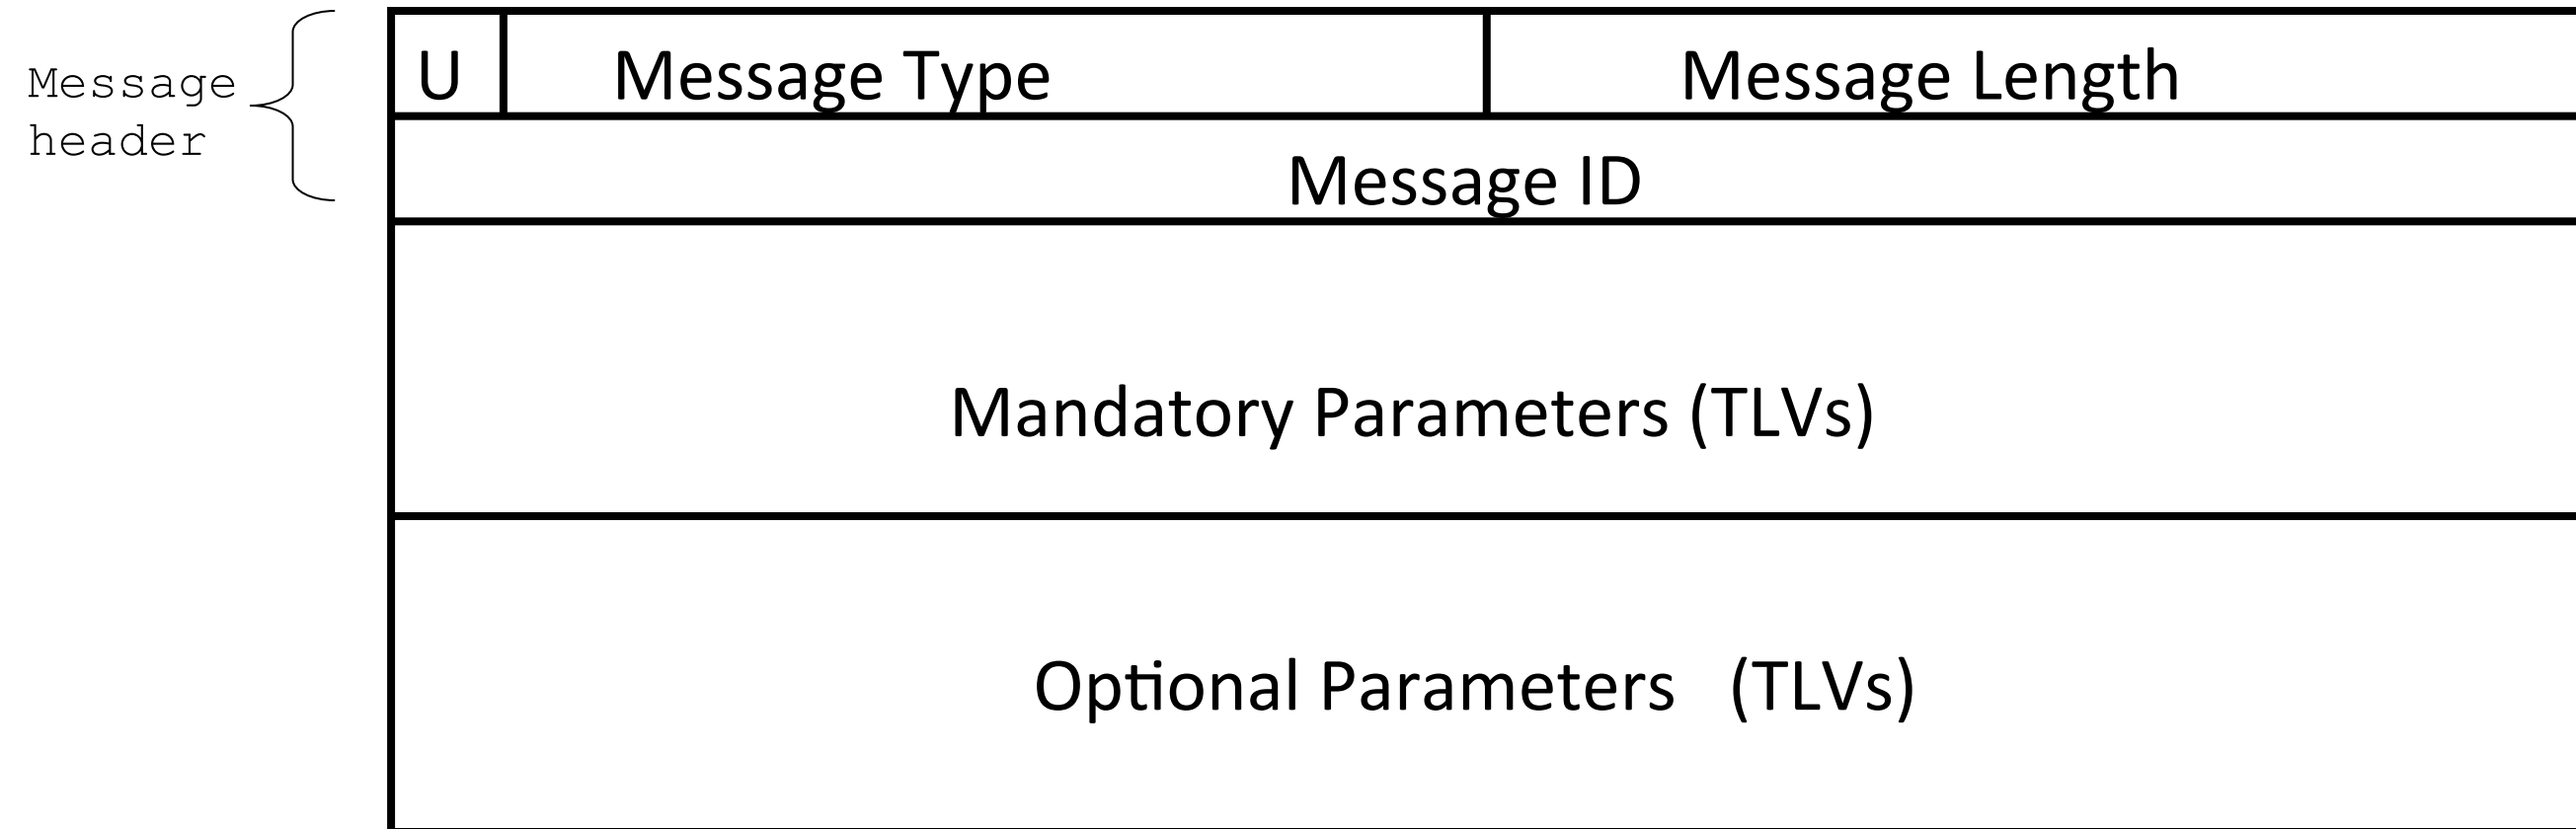 Message
header
U Message Type Message Length
Message ID
Mandatory Parameters (TLVs)
Optional Parameters (TLVs)